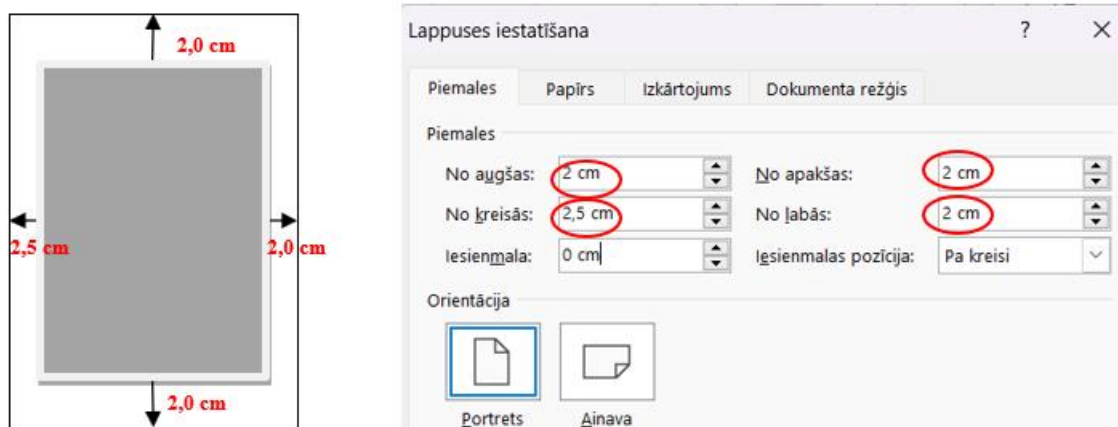 2,0 cm
2,5 cm
2,0 cm
2,0 cm
Lappuses iestatīšana ? X
Piemales Papīrs Izkārtojums Dokumenta režģis
Piemales
No augšas: 2 cm No apakšas: 2 cm
No kreisās: 2,5 cm No labās: 2 cm
Iesienmala: 0 cm Iesienmalas pozīcija: Pa kreisi
Orientācija
Portrets Ainava